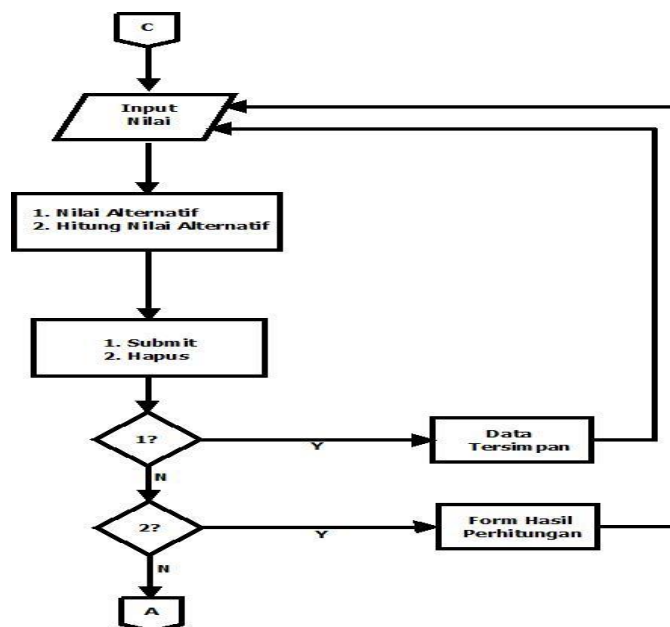 C
Input
Nilai
1. Nilai Alternatif
2. Hitung Nilai Alternatif
1. Submit
2. Hapus
1?
Y
Data
Tersimpan
N
2?
Y
Form Hasil
Perhitungan
N
A